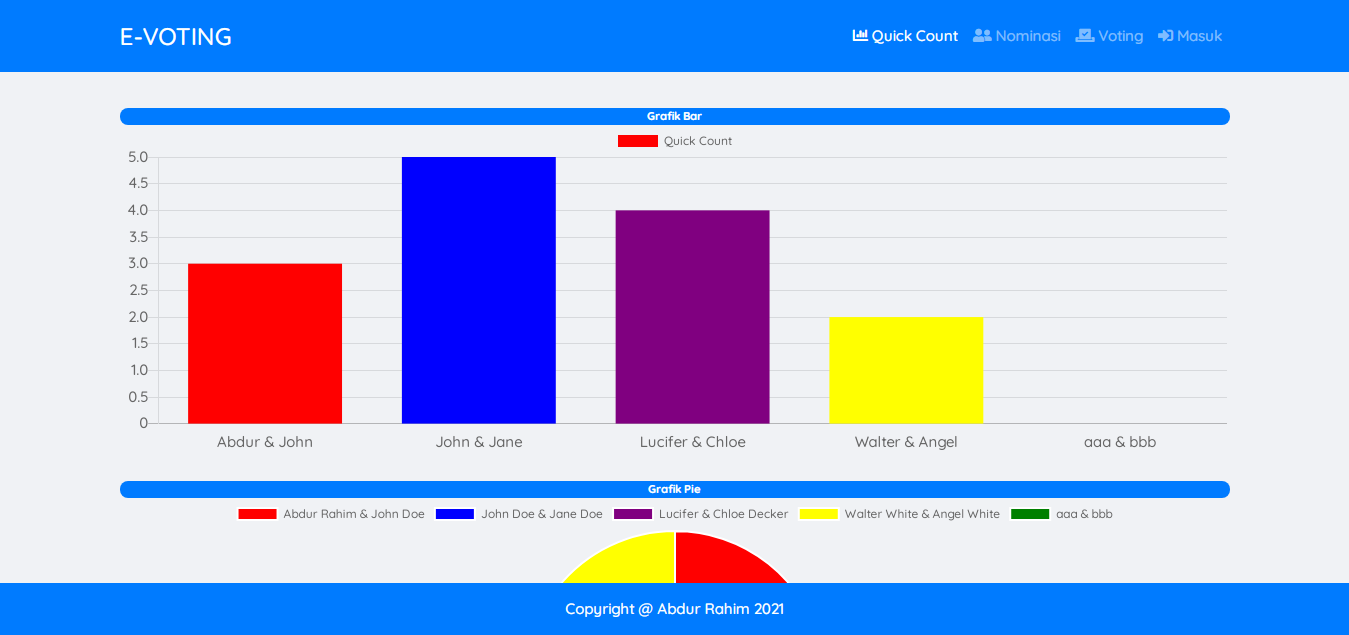 E-VOTING
Quick Count Nominasi Voting Masuk
Grafik Bar
Quick Count
5.0
4.5
4.0
3.5
3.0
2.5
2.0
1.5
1.0
0.5
0
Abdur & John John & Jane Lucifer & Chloe Walter & Angel aaa & bbb
Grafik Pie
Abdur Rahim & John Doe John Doe & Jane Doe Lucifer & Chloe Decker Walter White & Angel White aaa & bbb
Copyright @ Abdur Rahim 2021